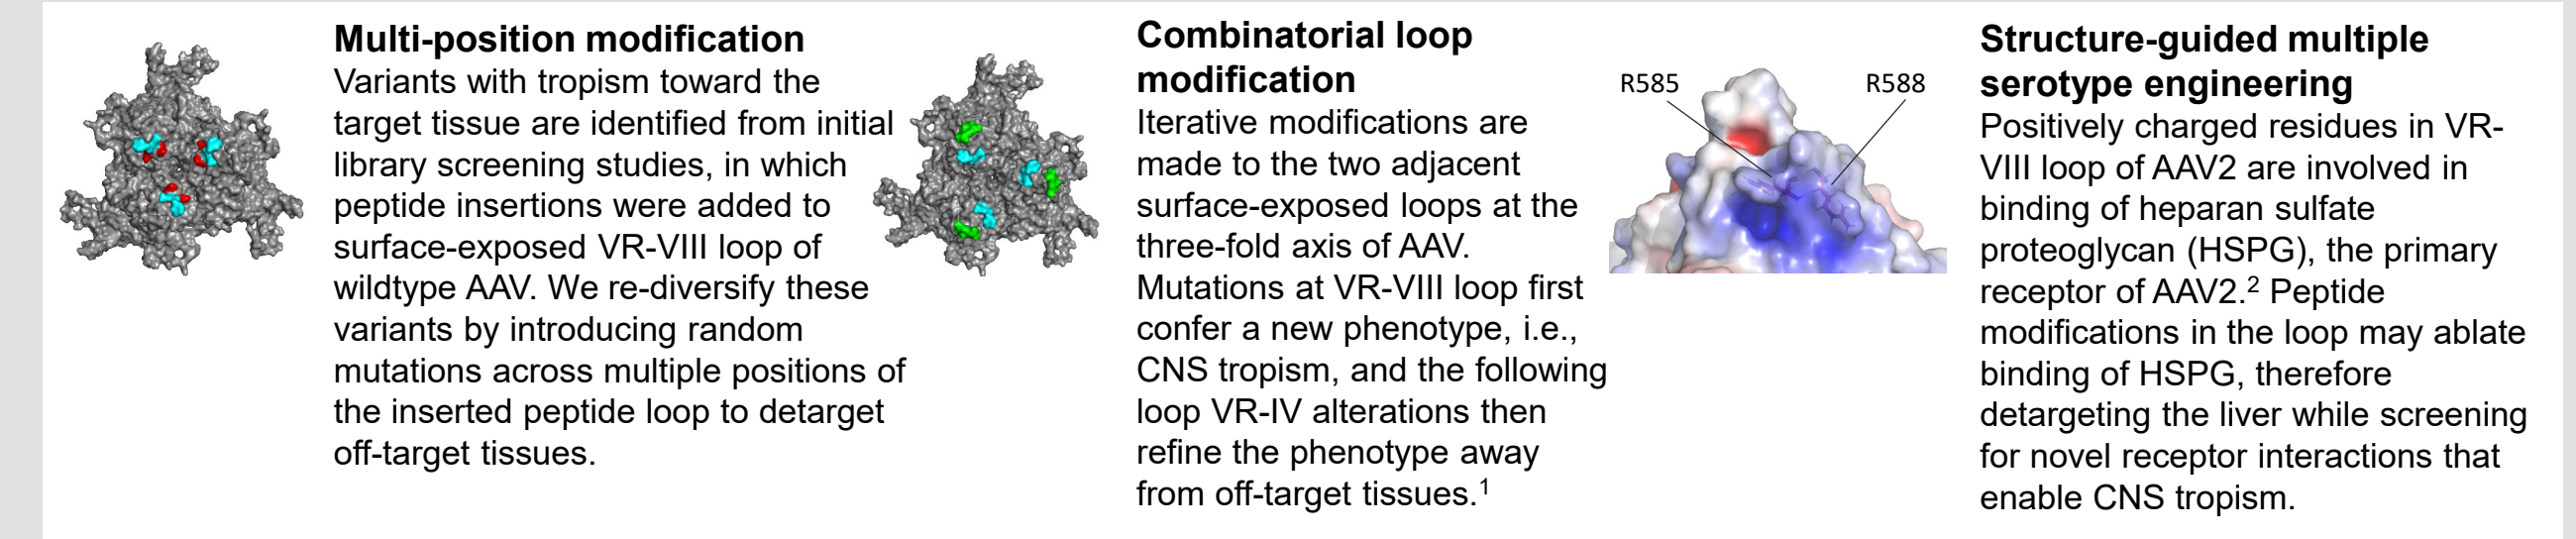 Multi-position modification
Variants with tropism toward the
target tissue are identified from initial
library screening studies, in which
peptide insertions were added to
surface-exposed VR-VIII loop of
wildtype AAV. We re-diversify these
variants by introducing random
mutations across multiple positions of
the inserted peptide loop to detarget
off-target tissues.
Combinatorial loop
modification
Iterative modifications are
made to the two adjacent
surface-exposed loops at the
three-fold axis of AAV.
Mutations at VR-VIII loop first
confer a new phenotype, i.e.,
CNS tropism, and the following
loop VR-IV alterations then
refine the phenotype away
from off-target tissues.¹
R585
R588
Structure-guided multiple
serotype engineering
Positively charged residues in VR-
VIII loop of AAV2 are involved in
binding of heparan sulfate
proteoglycan (HSPG), the primary
receptor of AAV2.² Peptide
modifications in the loop may ablate
binding of HSPG, therefore
detargeting the liver while screening
for novel receptor interactions that
enable CNS tropism.